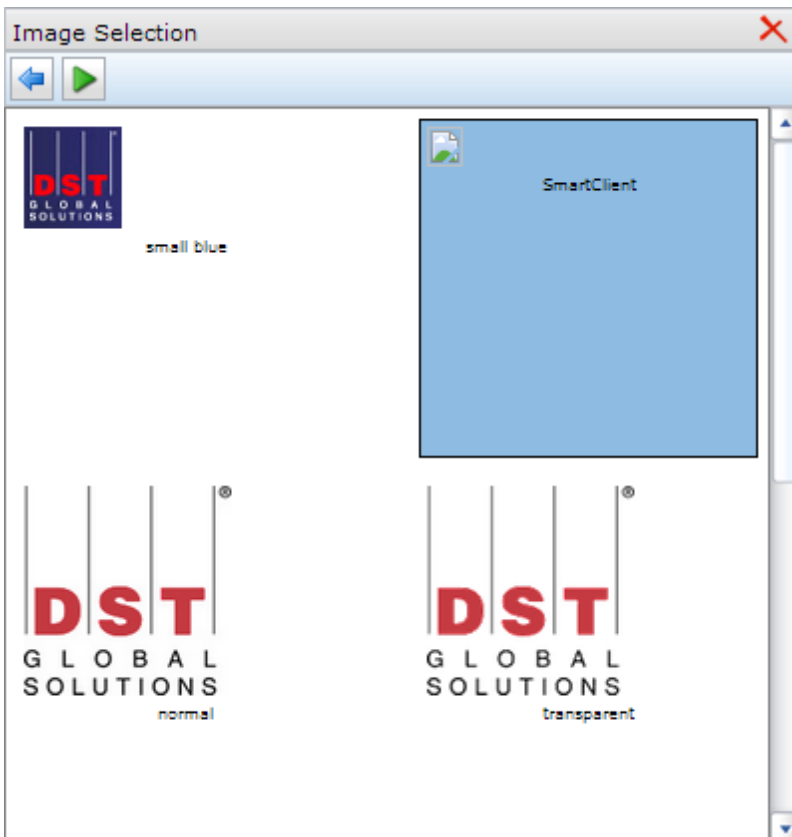 Image Selection
DST
GLOBAL
SOLUTIONS
small blue
SmartClient
DST®
GLOBAL
SOLUTIONS
normal
DST®
GLOBAL
SOLUTIONS
transparent